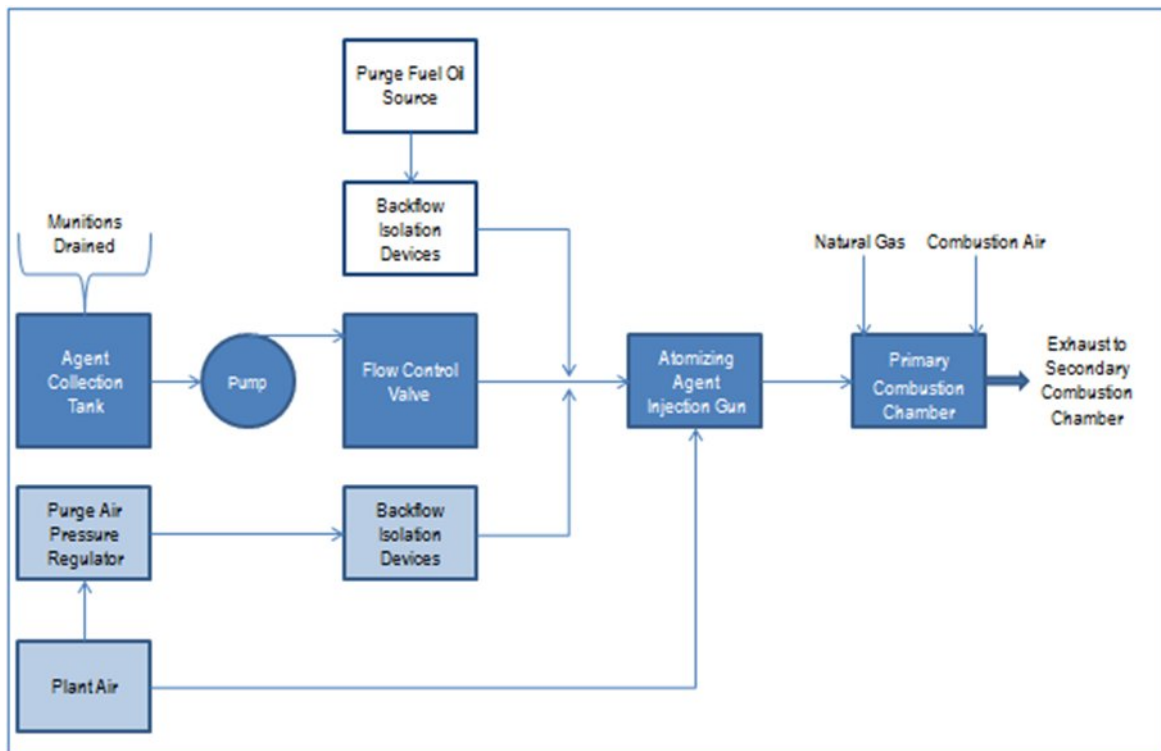 Purge Fuel Oil
Source
Munitions
Drained
Backflow
Isolation
Devices
Natural Gas
Combustion Air
Agent
Collection
Tank
Pump
Flow Control
Valve
Atomizing
Agent
Injection Gun
Primary
Combustion
Chamber
Exhaust to
Secondary
Combustion
Chamber
Purge Air
Pressure
Regulator
Backflow
Isolation
Devices
Plant Air